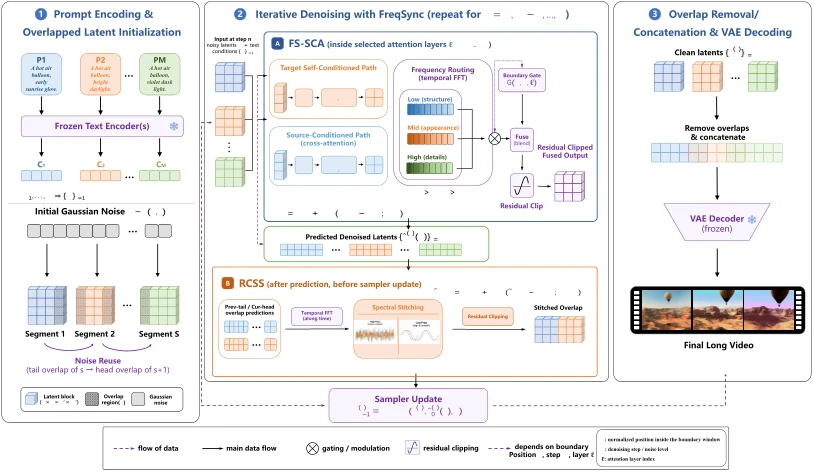 1 Prompt Encoding &
Overlapped Latent Initialization
P1
A hot air
balloon,
early
sunrise glow.
P2
A hot air
balloon,
bright
daylight.
...
PM
A hot air
balloon,
violet dark
light.
Frozen Text Encoder(s)
C1
C2
...
CM
1,....., ⇒ { }=1
Initial Gaussian Noise ~ ( , )
...
Segment 1
Segment 2
...
Segment S
Noise Reuse
(tail overlap of s → head overlap of s+1)
Latent block
Overlap
region( )
Gaussian
noise
2 Iterative Denoising with FreqSync (repeat for = , − ,..., )
Input at step n
noisy latents = text
conditions { }=1
A FS-SCA (inside selected attention layers ℓ . )
Target Self-Conditioned Path
Source-Conditioned Path
(cross-attention)
Frequency Routing
(temporal FFT)
Low (structure)
Mid (appearance)
High (details)
> >
Boundary Gate
G( , , ℓ)
Fuse
(blend)
Residual Clip
Residual Clipped
Fused Output
= + ( − ; )
Predicted Denoised Latents { ^( )( )} =
...
...
B RCSS (after prediction, before sampler update)
^ = + (~ − ; )
Prev-tail / Cur-head
overlap predictions
...
...
Temporal FFT
(along time)
Spectral Stitching
Residual Clipping
Stitched Overlap
Sampler Update
( )
−1 = ( ( ),~( )
0( ), )
3 Overlap Removal/
Concatenation & VAE Decoding
Clean latents { ( )} =
...
Remove overlaps
& concatenate
VAE Decoder
(frozen)
Final Long Video
flow of data
main data flow
gating / modulation
residual clipping
depends on boundary
Position , step , layer ℓ
: normalized position inside the boundary window
: denoising step / noise level
ℓ: attention layer index